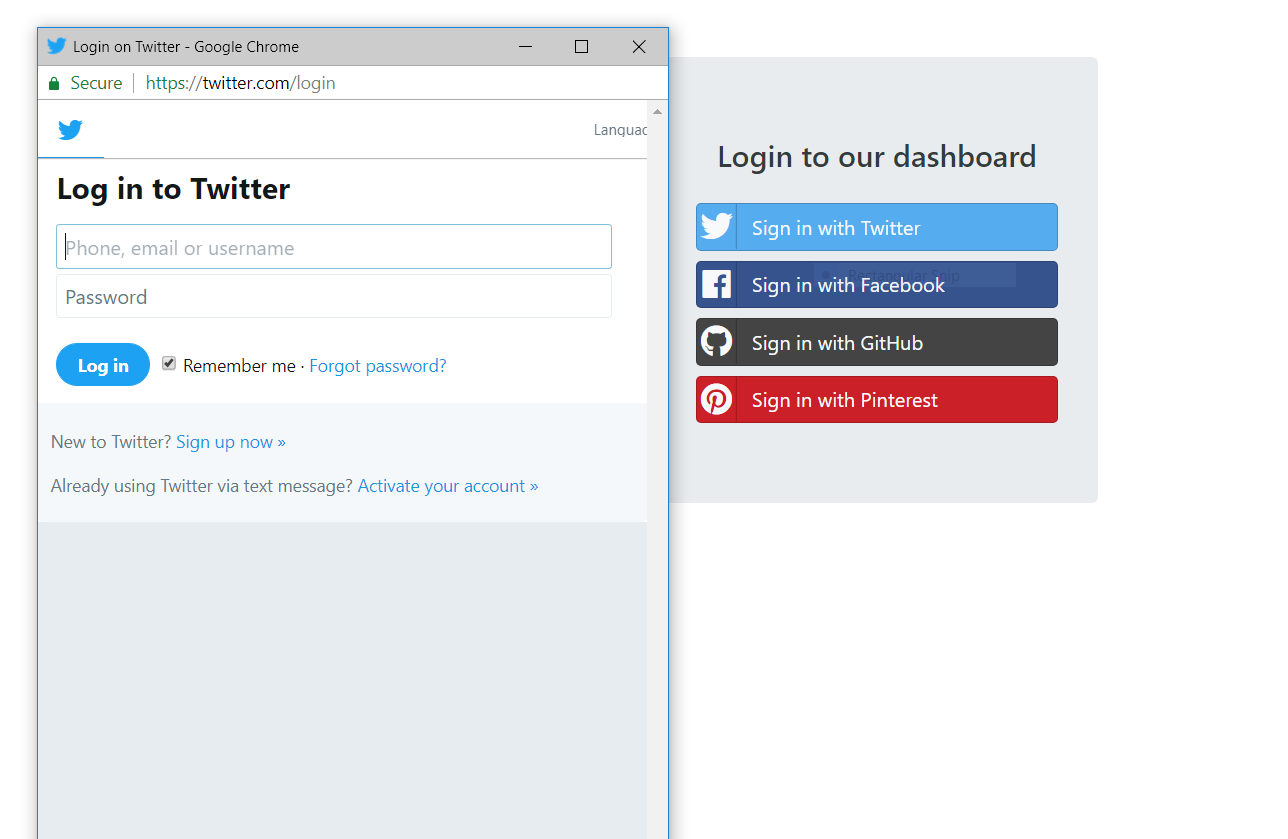 Login on Twitter - Google Chrome
Secure https://twitter.com/login
Languag
Log in to Twitter
Phone, email or username
Password
Log in Remember me · Forgot password?
New to Twitter? Sign up now »
Already using Twitter via text message? Activate your account »
Login to our dashboard
Sign in with Twitter
Rectangular Snip
Sign in with Facebook
Sign in with GitHub
Sign in with Pinterest